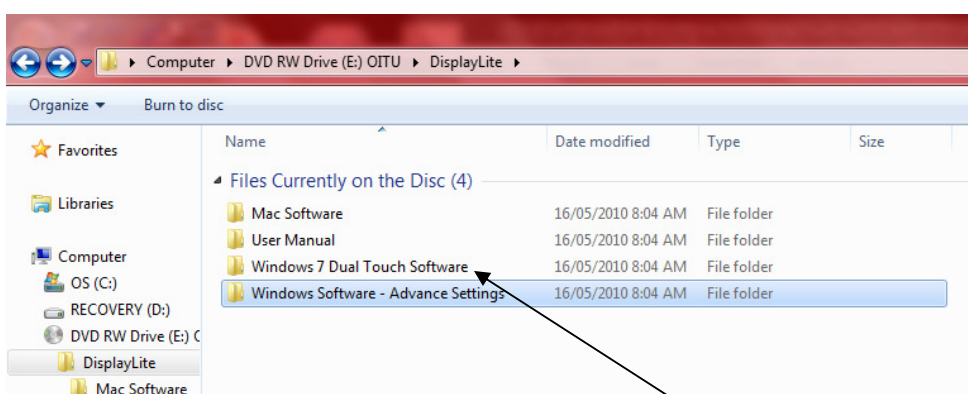 Computer ▸ DVD RW Drive (E:) OITU ▸ DisplayLite ▸
Organize ▾ Burn to disc
Name Date modified Type Size
Files Currently on the Disc (4)
Mac Software 16/05/2010 8:04 AM File folder
User Manual 16/05/2010 8:04 AM File folder
Windows 7 Dual Touch Software 16/05/2010 8:04 AM File folder
Windows Software - Advance Settings 16/05/2010 8:04 AM File folder
Favorites
Libraries
Computer
OS (C:)
RECOVERY (D:)
DVD RW Drive (E:) C
DisplayLite
Mac Software